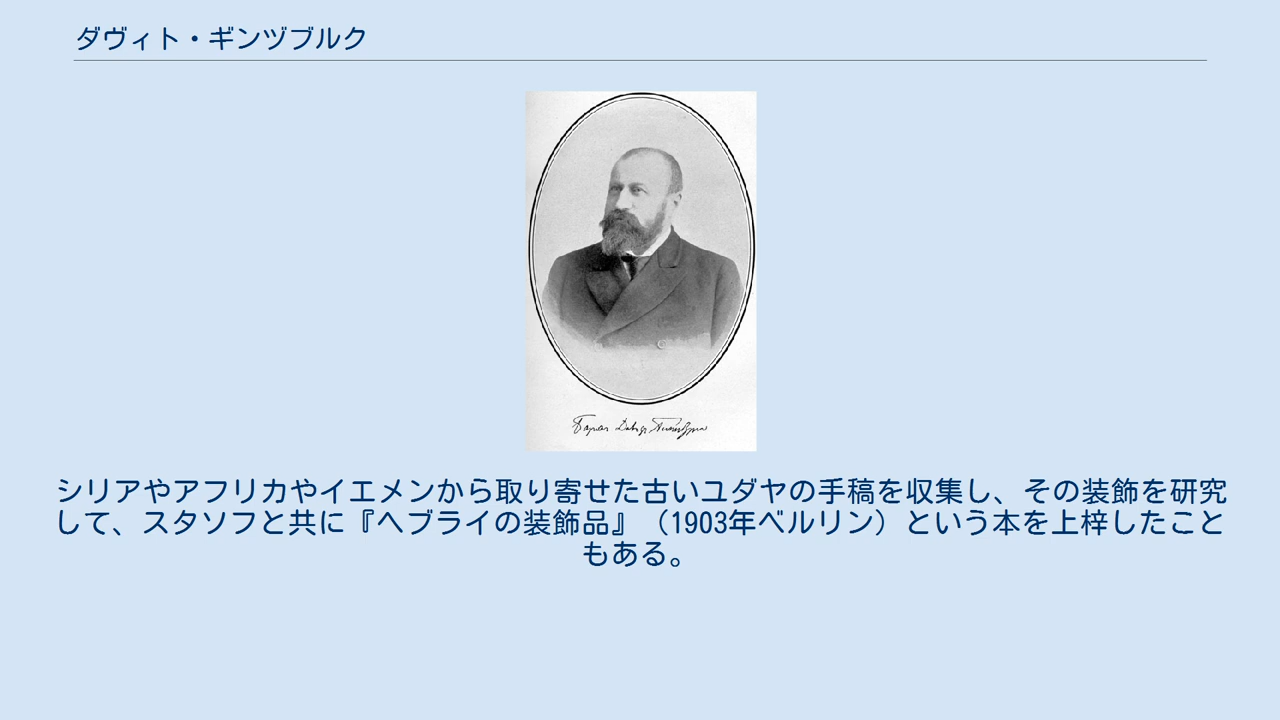 ダヴィト・ギンヅブルク
Баронъ Давидъ Гинцбургъ
シリアやアフリカやイエメンから取り寄せた古いユダヤの手稿を収集し、その装飾を研究
して、スタソフと共に『ヘブライの装飾品』（1903年ベルリン）という本を上梓したこと
もある。